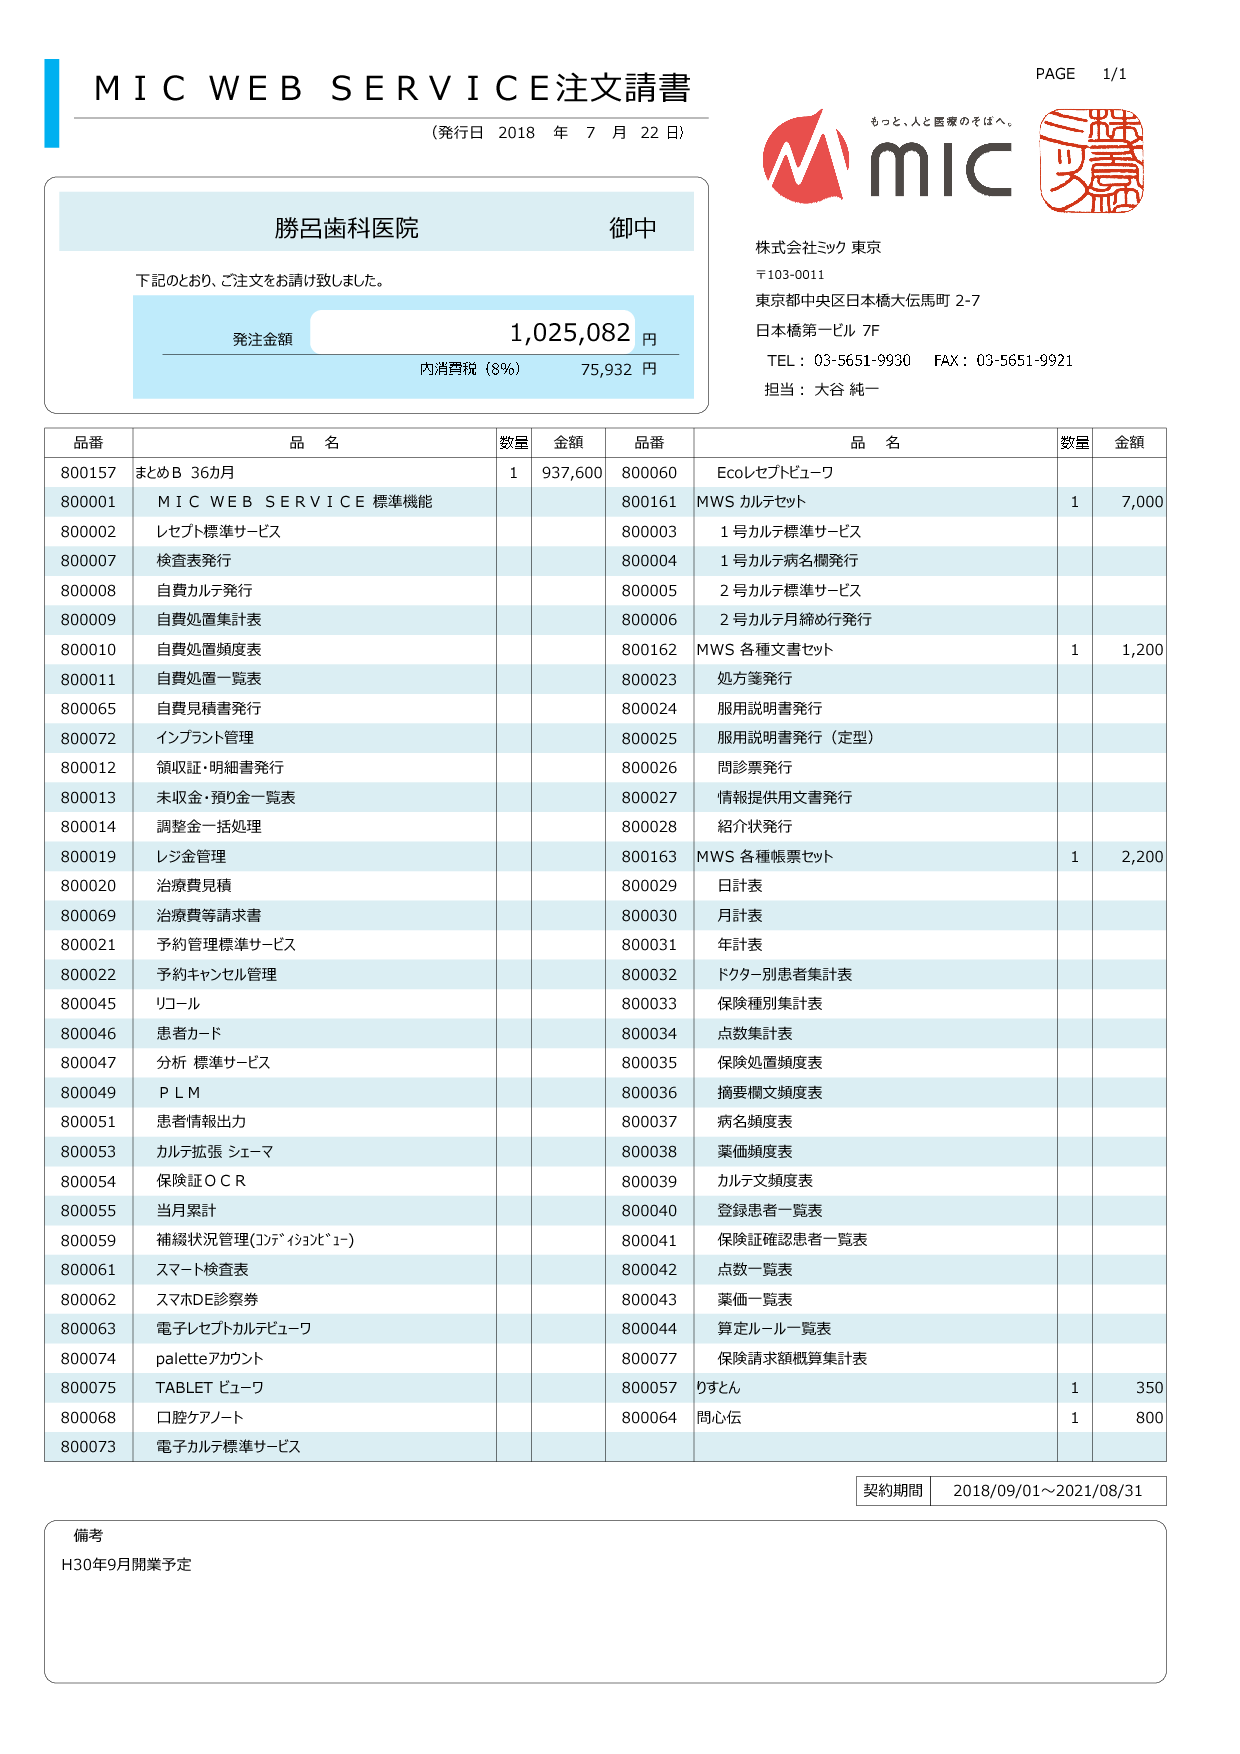 ＭＩＣ ＷＥＢ ＳＥＲＶＩＣＥ注文請書
（発行日 2018 年 7 月 22 日）
PAGE 1/1
もっと、人と医療のそばへ。
mic
株式会社ミック
勝呂歯科医院 御中
下記のとおり、ご注文をお請け致しました。
発注金額 1,025,082 円
内消費税（8%） 75,932 円
株式会社ミック 東京
〒103-0011
東京都中央区日本橋大伝馬町 2-7
日本橋第一ビル 7F
TEL： 03-5651-9930 FAX： 03-5651-9921
担当： 大谷 純一
品番 品 名 数量 金額 品番 品 名 数量 金額
800157 まとめB 36カ月 1 937,600 800060 Ecoレセプトビューワ
800001 ＭＩＣ ＷＥＢ ＳＥＲＶＩＣＥ 標準機能 800161 MWS カルテセット 1 7,000
800002 レセプト標準サービス 800003 1号カルテ標準サービス
800007 検査表発行 800004 1号カルテ病名欄発行
800008 自費カルテ発行 800005 2号カルテ標準サービス
800009 自費処置集計表 800006 2号カルテ月締め行発行
800010 自費処置頻度表 800162 MWS 各種文書セット 1 1,200
800011 自費処置一覧表 800023 処方箋発行
800065 自費見積書発行 800024 服用説明書発行
800072 インプラント管理 800025 服用説明書発行（定型）
800012 領収証・明細書発行 800026 問診票発行
800013 未収金・預り金一覧表 800027 情報提供用文書発行
800014 調整金一括処理 800028 紹介状発行
800019 レジ金管理 800163 MWS 各種帳票セット 1 2,200
800020 治療費見積 800029 日計表
800069 治療費等請求書 800030 月計表
800021 予約管理標準サービス 800031 年計表
800022 予約キャンセル管理 800032 ドクター別患者集計表
800045 リコール 800033 保険種別集計表
800046 患者カード 800034 点数集計表
800047 分析 標準サービス 800035 保険処置頻度表
800049 ＰＬＭ 800036 摘要欄文頻度表
800051 患者情報出力 800037 病名頻度表
800053 カルテ拡張 シェーマ 800038 薬価頻度表
800054 保険証ＯＣＲ 800039 カルテ文頻度表
800055 当月累計 800040 登録患者一覧表
800059 補綴状況管理(ｺﾝﾃﾞｨｼｮﾝﾋﾞｭｰ) 800041 保険証確認患者一覧表
800061 スマート検査表 800042 点数一覧表
800062 スマホDE診察券 800043 薬価一覧表
800063 電子レセプトカルテビューワ 800044 算定ルール一覧表
800074 paletteアカウント 800077 保険請求額概算集計表
800075 TABLET ビューワ 800057 りすとん 1 350
800068 口腔ケアノート 800064 問心伝 1 800
800073 電子カルテ標準サービス
契約期間 2018/09/01～2021/08/31
備考
H30年9月開業予定